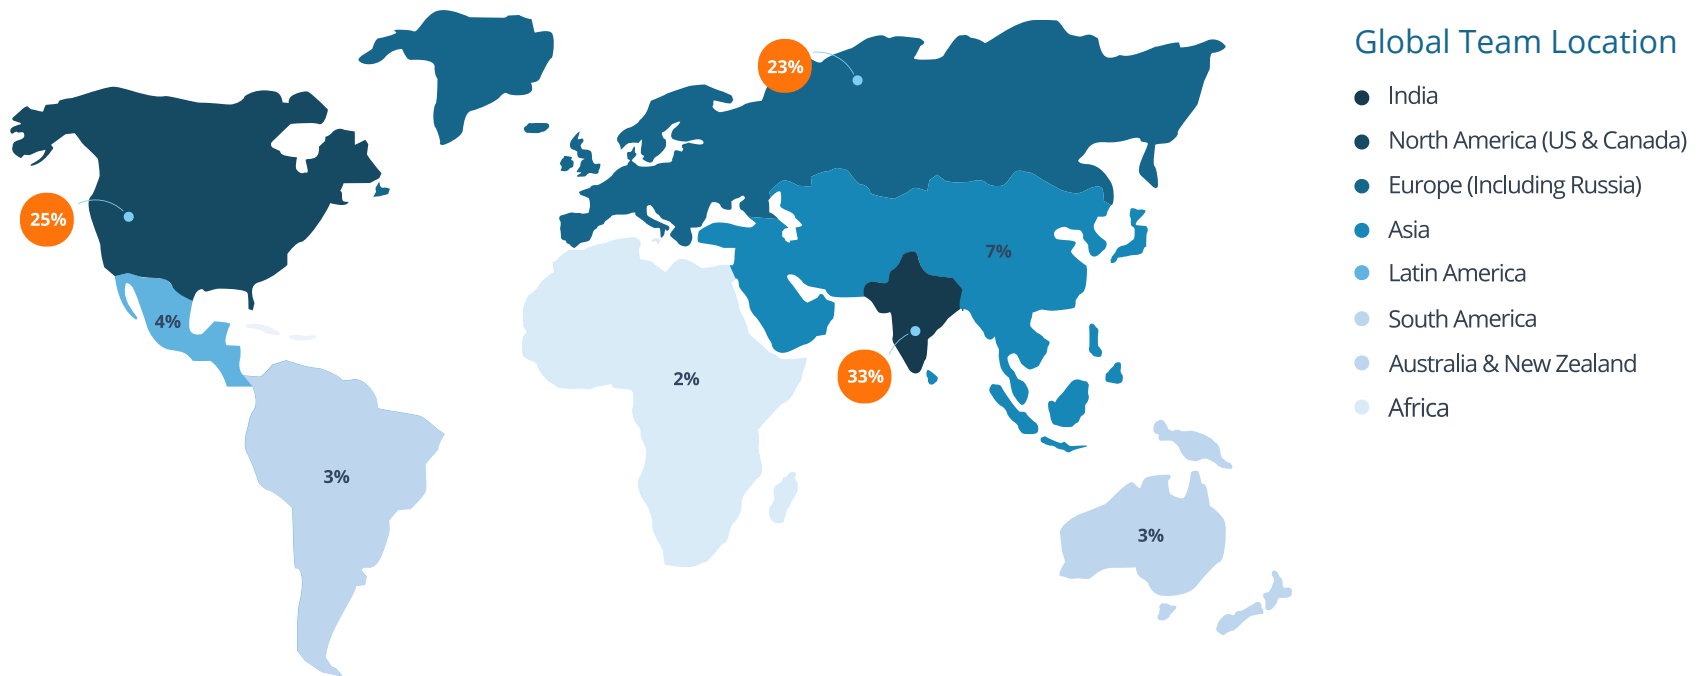 Global Team Location
India
North America (US & Canada)
Europe (Including Russia)
Asia
Latin America
South America
Australia & New Zealand
Africa
23%
25%
7%
4%
33%
2%
3%
3%